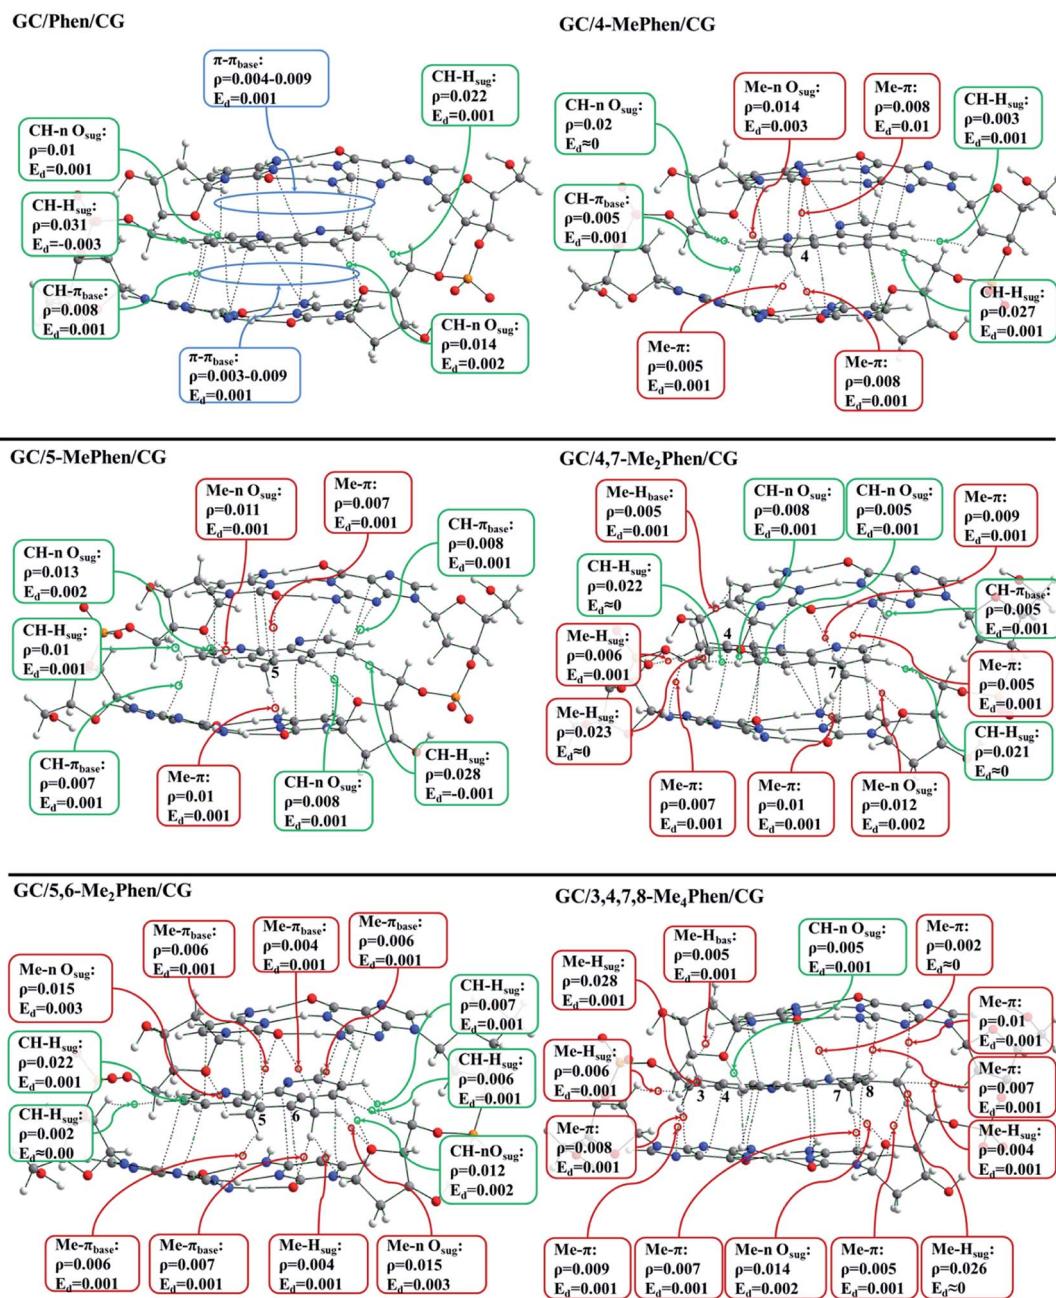 GC/Phen/CG
π-πbase:
ρ=0.004-0.009
Ed=0.001
CH-Hsug:
ρ=0.022
Ed=0.001
CH-n Osug:
ρ=0.01
Ed=0.001
CH-Hsug:
ρ=0.031
Ed=-0.003
CH-πbase:
ρ=0.008
Ed=0.001
π-πbase:
ρ=0.003-0.009
Ed=0.001
CH-n Osug:
ρ=0.014
Ed=0.002
GC/4-MePhen/CG
CH-n Osug:
ρ=0.02
Ed≈0
Me-n Osug:
ρ=0.014
Ed=0.003
Me-π:
ρ=0.008
Ed=0.01
CH-Hsug:
ρ=0.003
Ed=0.001
CH-πbase:
ρ=0.005
Ed=0.001
4
CH-Hsug:
ρ=0.027
Ed=0.001
Me-π:
ρ=0.005
Ed=0.001
Me-π:
ρ=0.008
Ed=0.001
GC/5-MePhen/CG
Me-n Osug:
ρ=0.011
Ed=0.001
Me-π:
ρ=0.007
Ed=0.001
CH-πbase:
ρ=0.008
Ed=0.001
CH-n Osug:
ρ=0.013
Ed=0.002
CH-Hsug:
ρ=0.01
Ed=0.001
5
CH-πbase:
ρ=0.007
Ed=0.001
Me-π:
ρ=0.01
Ed=0.001
CH-n Osug:
ρ=0.008
Ed=0.001
CH-Hsug:
ρ=0.028
Ed=-0.001
GC/4,7-Me2Phen/CG
Me-Hbase:
ρ=0.005
Ed=0.001
CH-n Osug:
ρ=0.008
Ed=0.001
CH-n Osug:
ρ=0.005
Ed=0.001
Me-π:
ρ=0.009
Ed=0.001
CH-Hsug:
ρ=0.022
Ed≈0
CH-πbase:
ρ=0.005
Ed=0.001
4
Me-Hsug:
ρ=0.006
Ed=0.001
7
Me-π:
ρ=0.005
Ed=0.001
Me-Hsug:
ρ=0.023
Ed≈0
CH-Hsug:
ρ=0.021
Ed≈0
Me-π:
ρ=0.007
Ed=0.001
Me-π:
ρ=0.01
Ed=0.001
Me-n Osug:
ρ=0.012
Ed=0.002
GC/5,6-Me2Phen/CG
Me-πbase:
ρ=0.006
Ed=0.001
Me-πbase:
ρ=0.004
Ed=0.001
Me-πbase:
ρ=0.006
Ed=0.001
Me-n Osug:
ρ=0.015
Ed=0.003
CH-Hsug:
ρ=0.007
Ed=0.001
CH-Hsug:
ρ=0.022
Ed=0.001
CH-Hsug:
ρ=0.006
Ed=0.001
5 6
CH-Hsug:
ρ=0.002
Ed≈0.00
CH-nOsug:
ρ=0.012
Ed=0.002
Me-πbase:
ρ=0.006
Ed=0.001
Me-πbase:
ρ=0.007
Ed=0.001
Me-Hsug:
ρ=0.004
Ed=0.001
Me-n Osug:
ρ=0.015
Ed=0.003
GC/3,4,7,8-Me4Phen/CG
Me-Hsug:
ρ=0.028
Ed=0.001
Me-Hbas:
ρ=0.005
Ed=0.001
CH-n Osug:
ρ=0.005
Ed=0.001
Me-π:
ρ=0.002
Ed≈0
Me-π:
ρ=0.01
Ed=0.001
Me-Hsug:
ρ=0.006
Ed=0.001
Me-π:
ρ=0.007
Ed=0.001
3 4 7 8
Me-π:
ρ=0.008
Ed=0.001
Me-Hsug:
ρ=0.004
Ed=0.001
Me-π:
ρ=0.009
Ed=0.001
Me-π:
ρ=0.007
Ed=0.001
Me-n Osug:
ρ=0.014
Ed=0.002
Me-π:
ρ=0.005
Ed=0.001
Me-Hsug:
ρ=0.026
Ed≈0